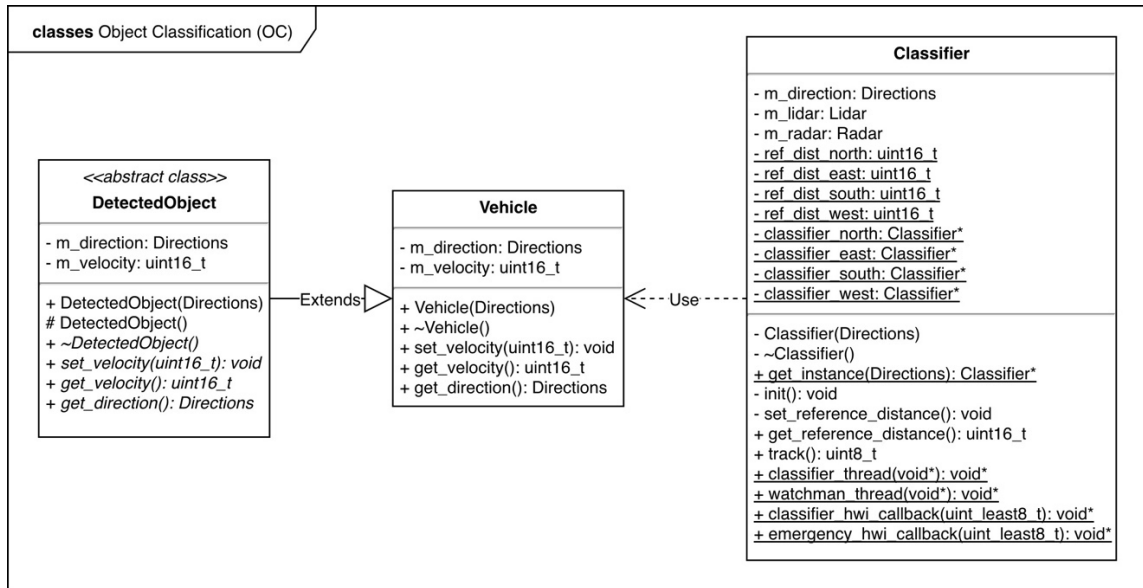 classes Object Classification (OC)
<<abstract class>>
DetectedObject
- m_direction: Directions
- m_velocity: uint16_t
+ DetectedObject(Directions)
# DetectedObject()
+ ~DetectedObject()
+ set_velocity(uint16_t): void
+ get_velocity(): uint16_t
+ get_direction(): Directions
Extends
Vehicle
- m_direction: Directions
- m_velocity: uint16_t
+ Vehicle(Directions)
+ ~Vehicle()
+ set_velocity(uint16_t): void
+ get_velocity(): uint16_t
+ get_direction(): Directions
Use
Classifier
- m_direction: Directions
- m_lidar: Lidar
- m_radar: Radar
- ref_dist_north: uint16_t
- ref_dist_east: uint16_t
- ref_dist_south: uint16_t
- ref_dist_west: uint16_t
- classifier_north: Classifier*
- classifier_east: Classifier*
- classifier_south: Classifier*
- classifier_west: Classifier*
- Classifier(Directions)
- ~Classifier()
+ get_instance(Directions): Classifier*
- init(): void
- set_reference_distance(): void
+ get_reference_distance(): uint16_t
+ track(): uint8_t
+ classifier_thread(void*): void*
+ watchman_thread(void*): void*
+ classifier_hwi_callback(uint_least8_t): void*
+ emergency_hwi_callback(uint_least8_t): void*